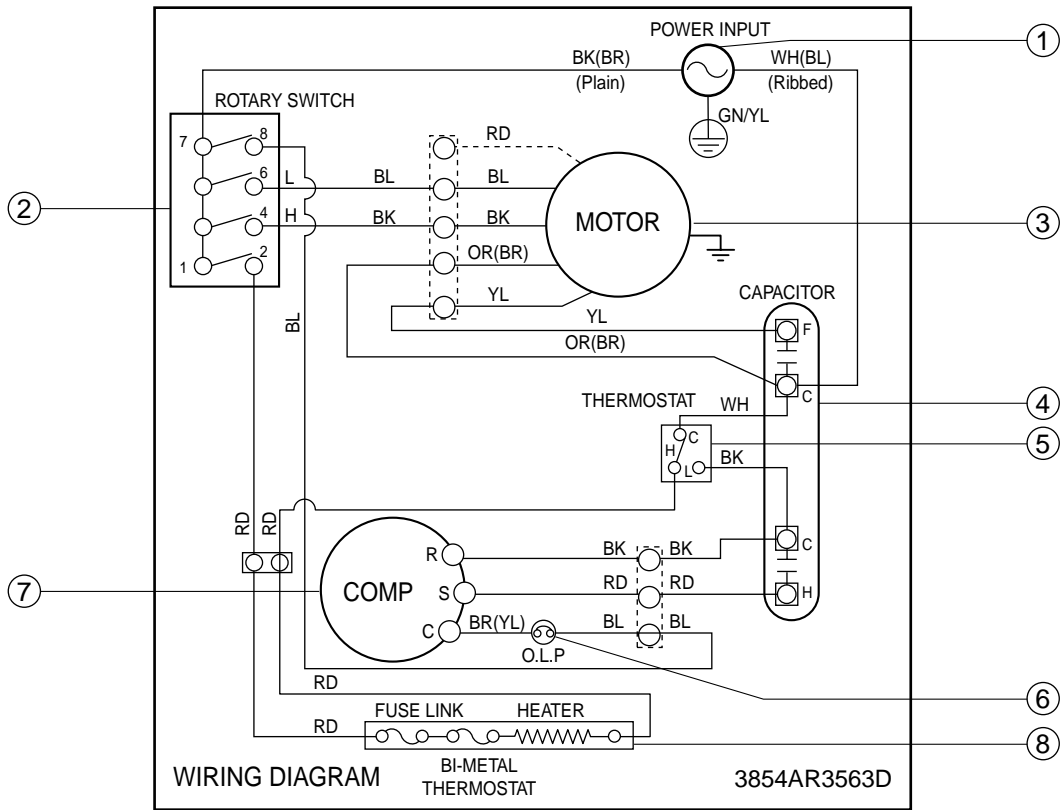 POWER INPUT
1
BK(BR)
WH(BL)
(Plain)
(Ribbed)
ROTARY SWITCH
GN/YL
RD
7
8
2
6
L
BL
BL
3
MOTOR
4
H
BK
BK
1
2
OR(BR)
YL
CAPACITOR
BL
YL
F
OR(BR)
C
THERMOSTAT
WH
4
C
H
5
L
BK
RD
RD
R
BK
BK
C
7
COMP
S
RD
RD
H
C
BR(YL)
BL
BL
O.L.P
RD
6
FUSE LINK
HEATER
RD
8
BI-METAL
THERMOSTAT
WIRING DIAGRAM
3854AR3563D